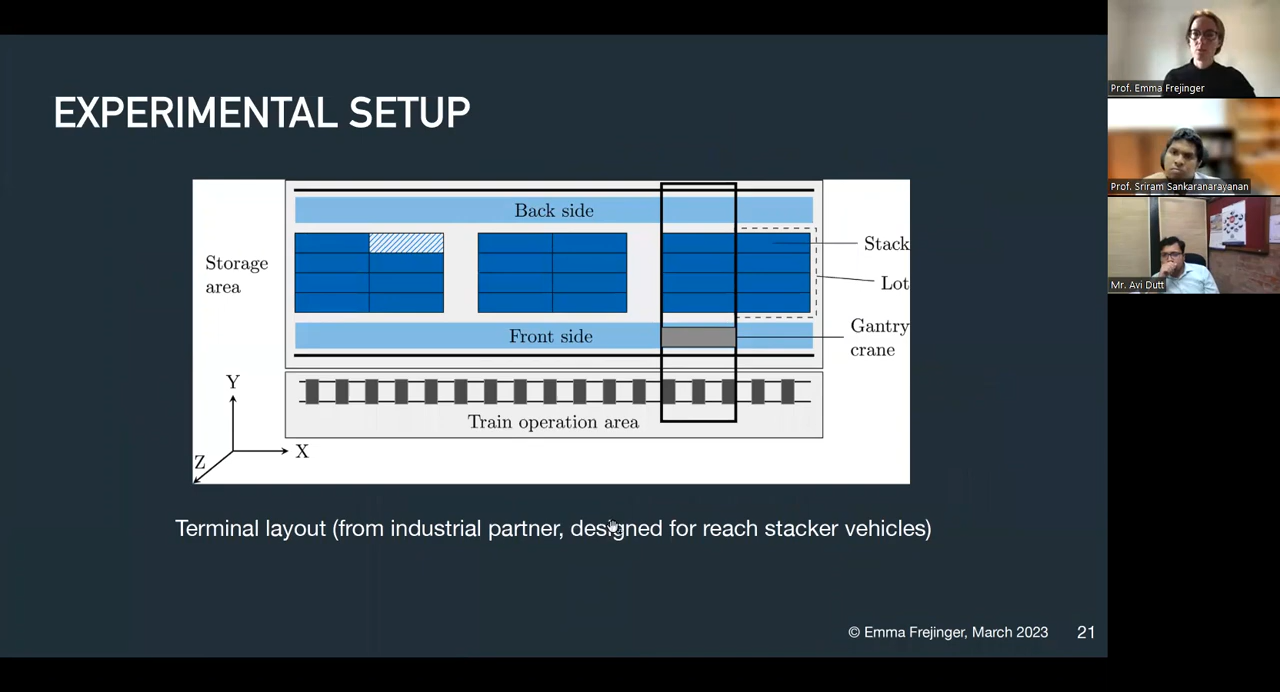 EXPERIMENTAL SETUP
Back side
Storage
area
Stack
Lot
Front side
Gantry
crane
Train operation area
Y
X
Z
Terminal layout (from industrial partner, designed for reach stacker vehicles)
© Emma Frejinger, March 2023
21
Prof. Emma Frejinger
Prof. Sriram Sankaranarayanan
Mr. Avi Dutt